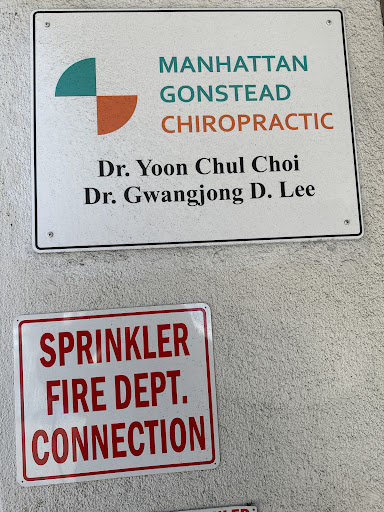 MANHATTAN
GONSTEAD
CHIROPRACTIC
Dr. Yoon Chul Choi
Dr. Gwangjong D. Lee
SPRINKLER
FIRE DEPT.
CONNECTION